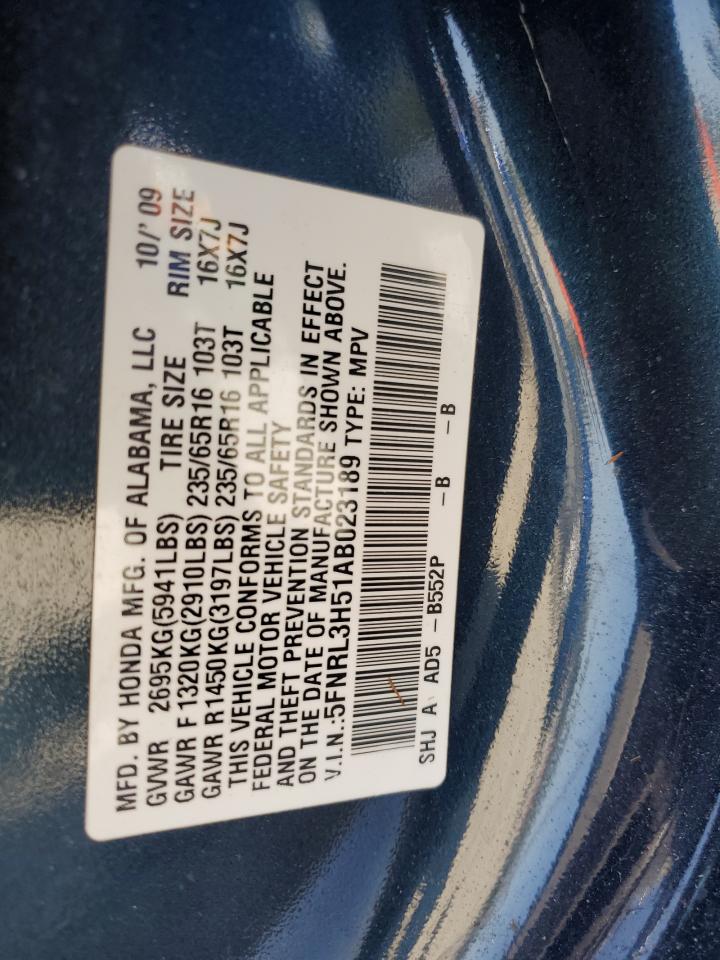 MFD. BY HONDA MFG. OF ALABAMA, LLC 10/'09
GVWR 2695KG(5941LBS) TIRE SIZE RIM SIZE
GAWR F 1320KG(2910LBS) 235/65R16 103T 16X7J
GAWR R1450KG(3197LBS) 235/65R16 103T 16X7J
THIS VEHICLE CONFORMS TO ALL APPLICABLE
FEDERAL MOTOR VEHICLE SAFETY
AND THEFT PREVENTION STANDARDS IN EFFECT
ON THE DATE OF MANUFACTURE SHOWN ABOVE.
V.I.N.:5FNRL3H51AB023189 TYPE: MPV
SHJ A AD5 -B552P -B -B